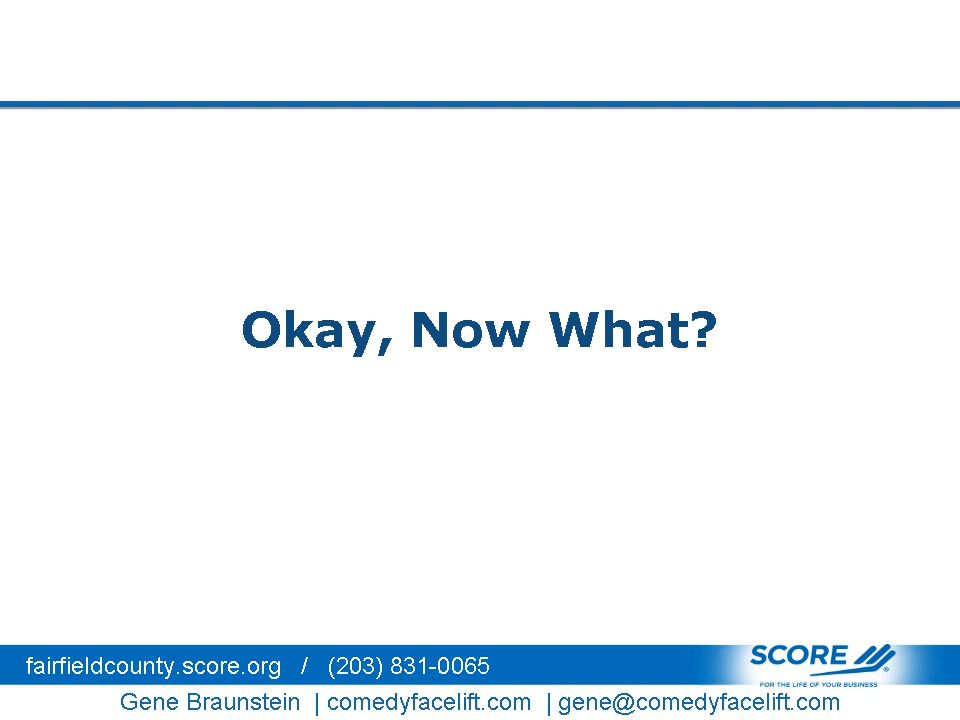 Okay, Now What?
fairfieldcounty.score.org / (203) 831-0065
SCORE
FOR THE LIFE OF YOUR BUSINESS
®
Gene Braunstein | comedyfacelift.com | gene@comedyfacelift.com